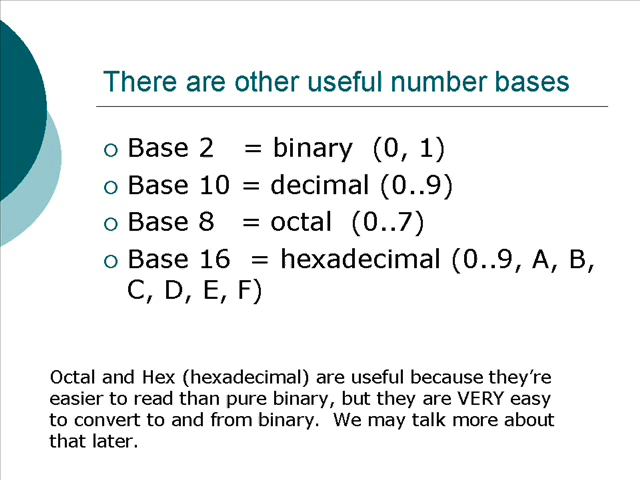 There are other useful number bases
Base 2 = binary (0, 1)
Base 10 = decimal (0..9)
Base 8 = octal (0..7)
Base 16 = hexadecimal (0..9, A, B,
C, D, E, F)
Octal and Hex (hexadecimal) are useful because they’re
easier to read than pure binary, but they are VERY easy
to convert to and from binary. We may talk more about
that later.